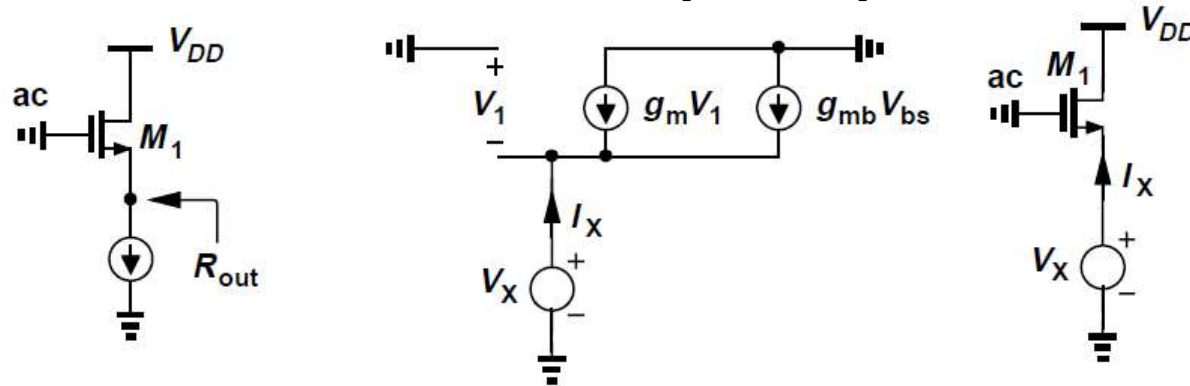 V_DD
ac
M_1
R_out
+
V_1
−
g_mV_1
g_mbV_bs
I_X
V_X
+
−
V_DD
ac
M_1
I_X
V_X
+
−